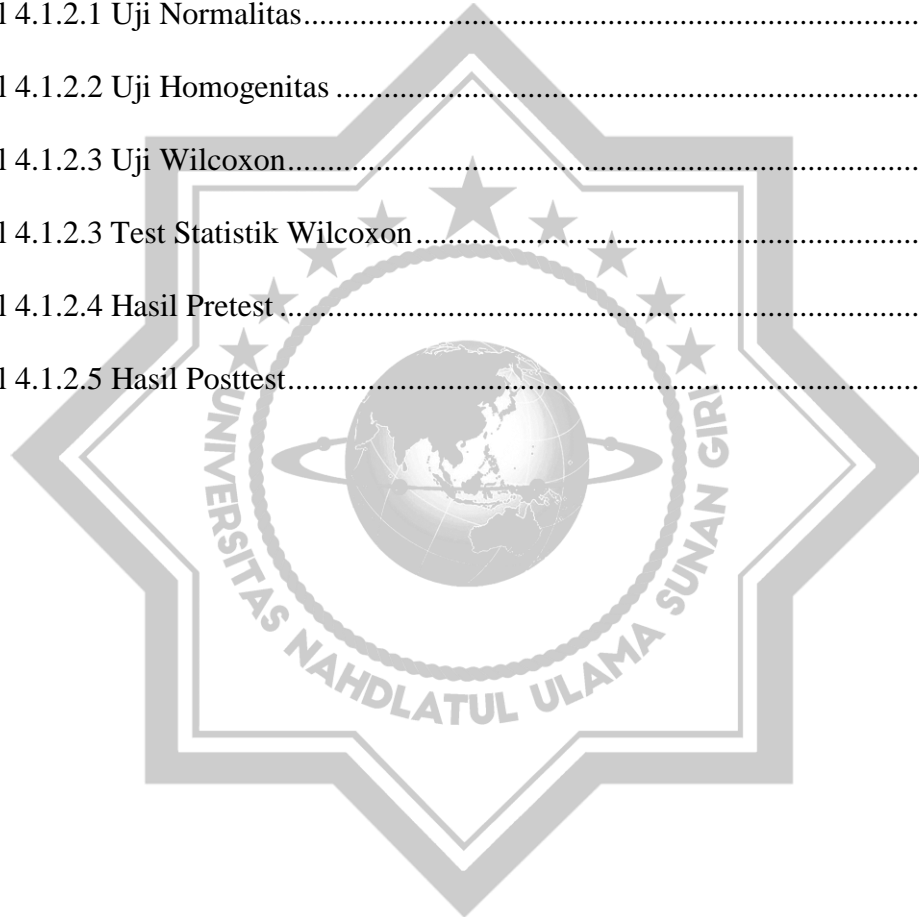 l 4.1.2.1 Uji Normalitas....................................................................................
l 4.1.2.2 Uji Homogenitas ................................................................................
l 4.1.2.3 Uji Wilcoxon......................................................................................
l 4.1.2.3 Test Statistik Wilcoxon......................................................................
l 4.1.2.4 Hasil Pretest .......................................................................................
l 4.1.2.5 Hasil Posttest......................................................................................
UNIVERSITAS NAHDLATUL ULAMA SUNAN GIRI